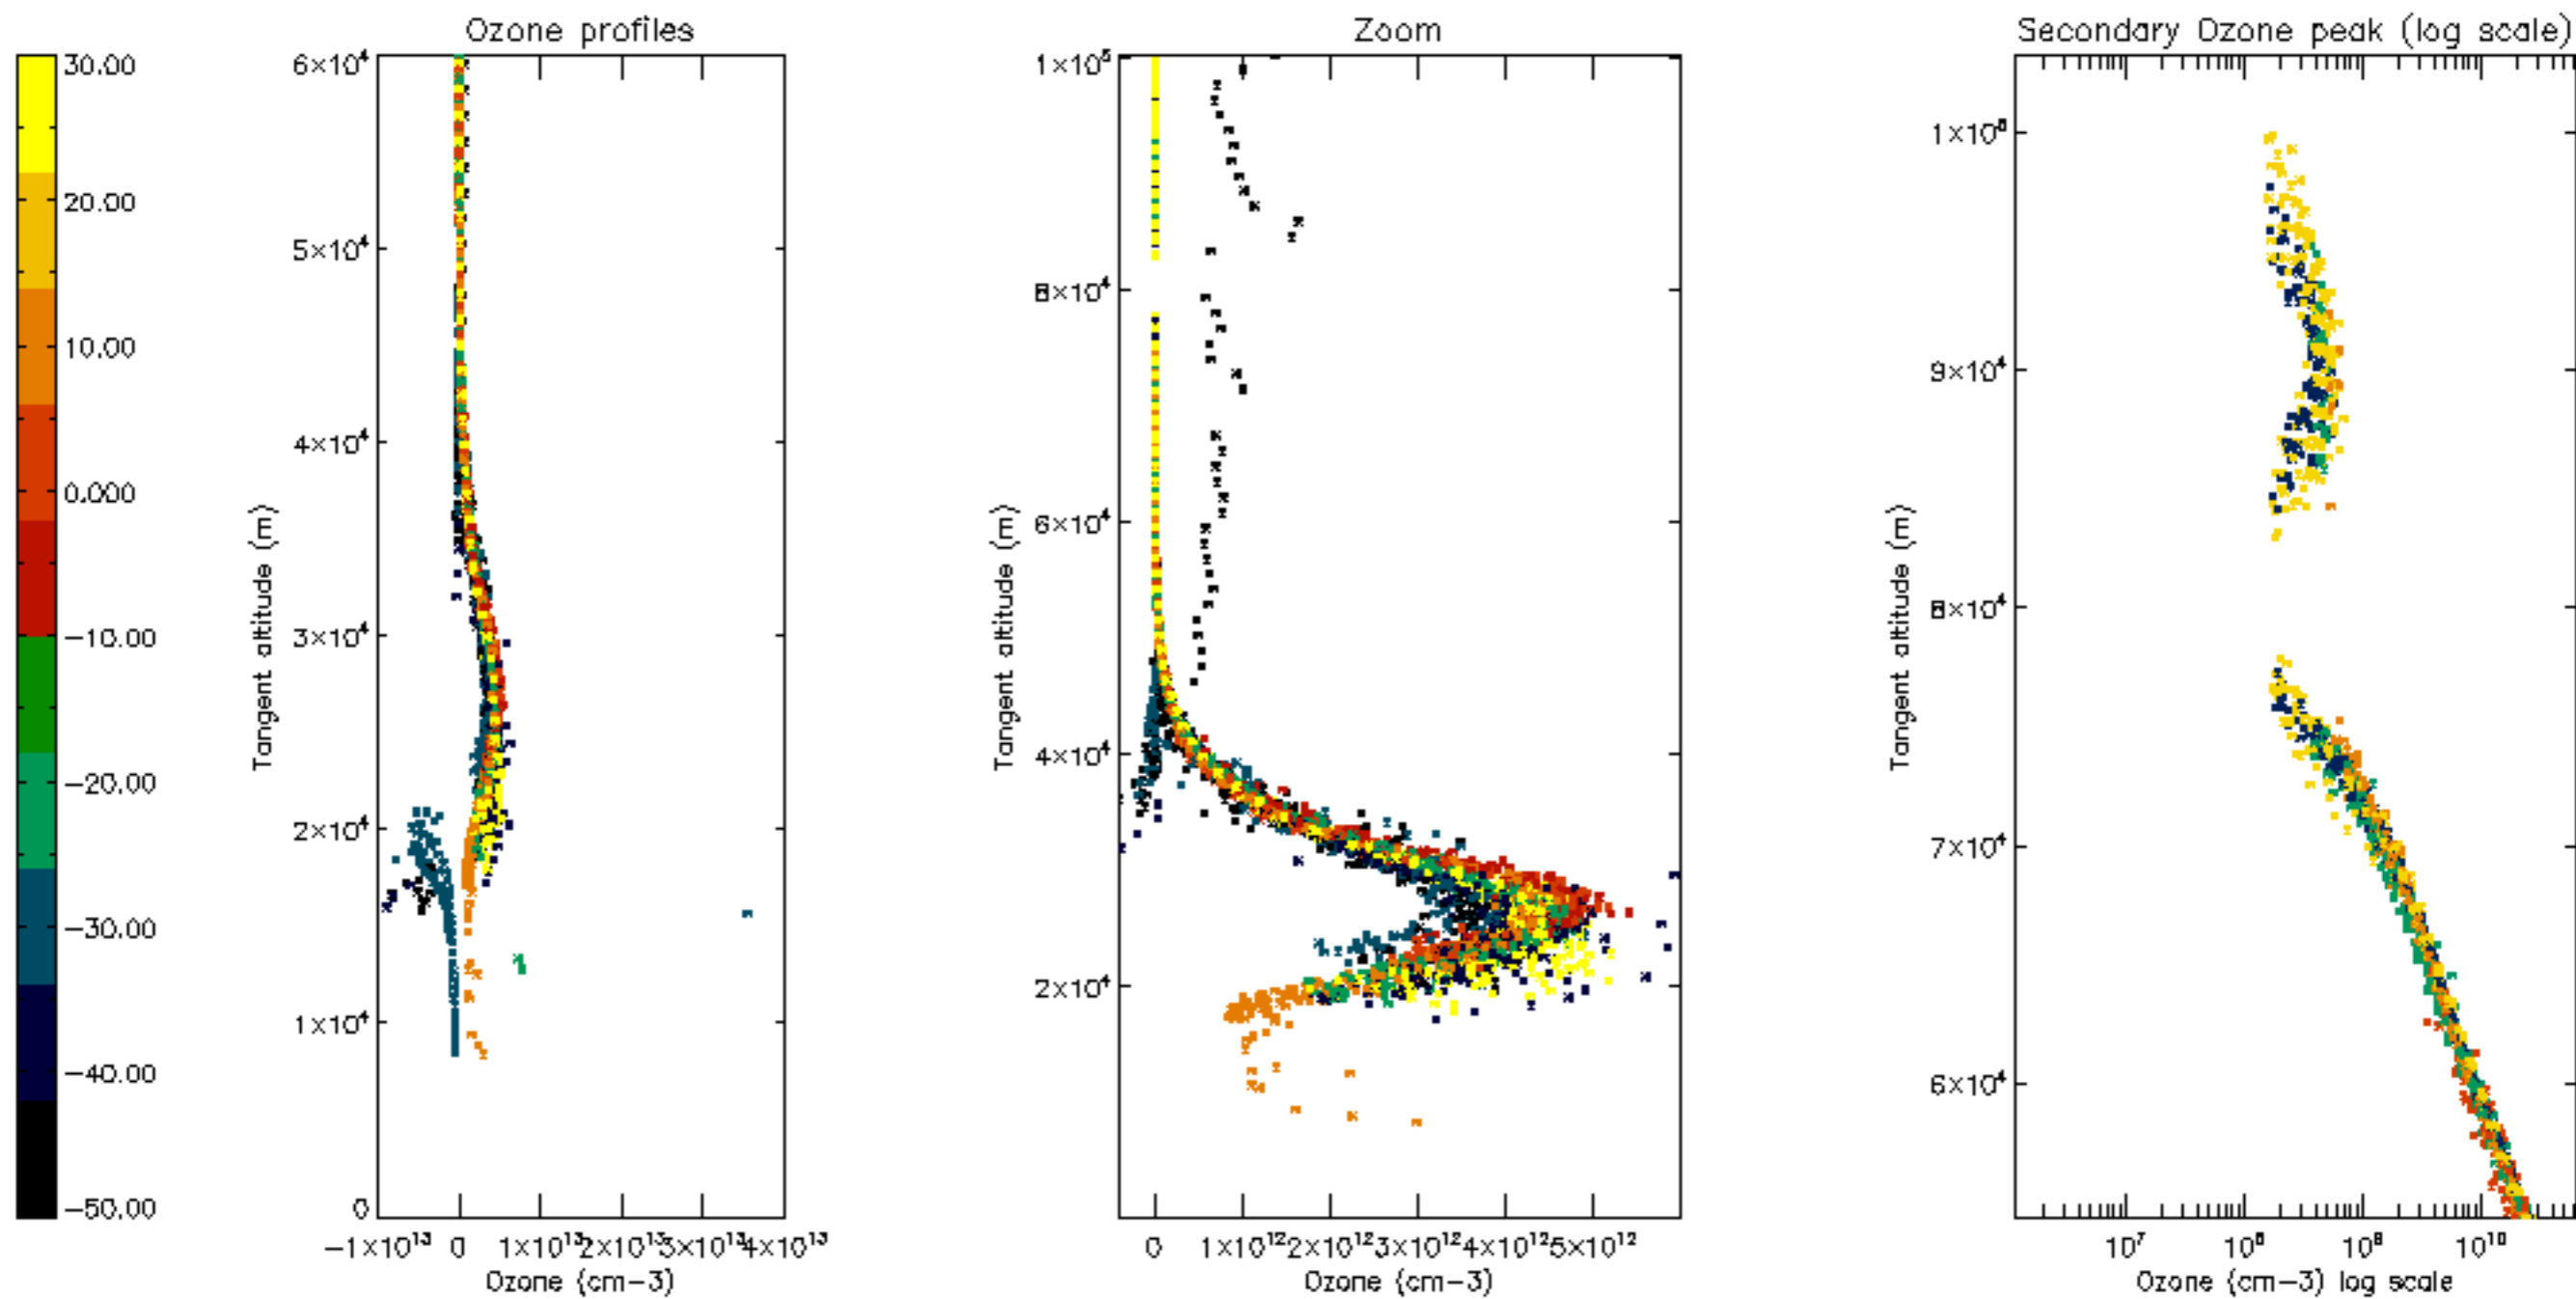 Ozone profiles
Zoom
Secondary Ozone peak (log scale)
30.00
20.00
10.00
0.000
−10.00
−20.00
−30.00
−40.00
−50.00
6×10⁴
5×10⁴
4×10⁴
3×10⁴
2×10⁴
1×10⁴
0
Tangent altitude (m)
−1×10¹³ 0 1×10¹³ 2×10¹³ 3×10¹³ 4×10¹³
Ozone (cm−3)
1×10⁵
8×10⁴
6×10⁴
4×10⁴
2×10⁴
Tangent altitude (m)
0 1×10¹² 2×10¹² 3×10¹² 4×10¹² 5×10¹²
Ozone (cm−3)
1×10⁵
9×10⁴
8×10⁴
7×10⁴
6×10⁴
Tangent altitude (m)
10⁷ 10⁸ 10⁹ 10¹⁰
Ozone (cm−3) log scale